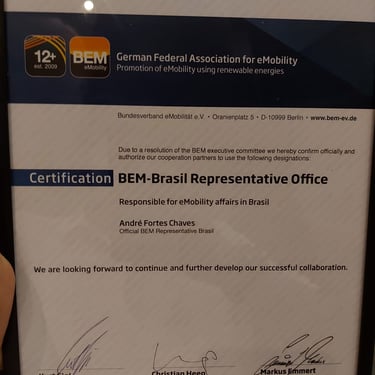 12+
est. 2009
BEM
eMobility
German Federal Association for eMobility
Promotion of eMobility using renewable energies
Bundesverband eMobilität e.V. • Oranienplatz 5 • D-10999 Berlin • www.bem-ev.de
Due to a resolution of the BEM executive committee we hereby confirm officially and
authorize our cooperation partners to use the following designations:
Certification BEM-Brasil Representative Office
Responsible for eMobility affairs in Brasil
André Fortes Chaves
Official BEM Representative Brasil
We are looking forward to continue and further develop our successful collaboration.
Christian Heep
Markus Emmert